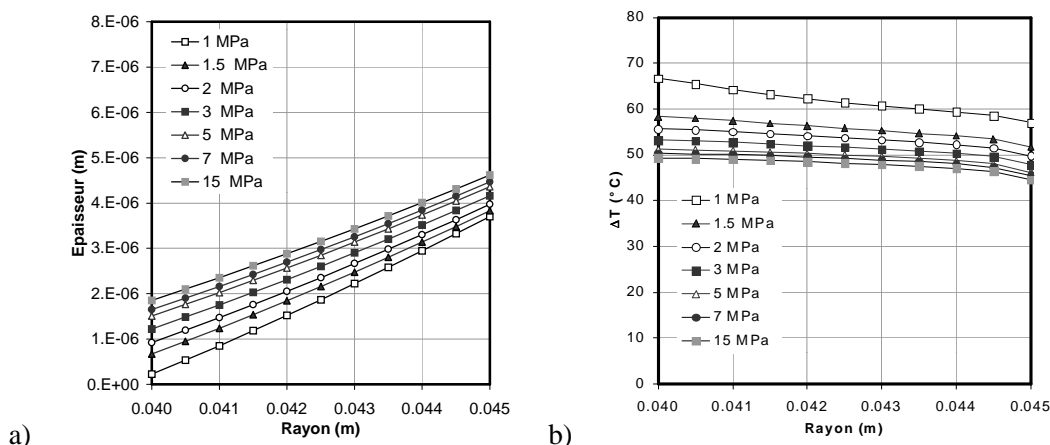 8.E-06
7.E-06
6.E-06
5.E-06
4.E-06
3.E-06
2.E-06
1.E-06
0.E+00
Epaisseur (m)
1 MPa
1.5 MPa
2 MPa
3 MPa
5 MPa
7 MPa
15 MPa
0.040 0.041 0.042 0.043 0.044 0.045
Rayon (m)
a)
80
70
60
50
40
30
20
10
0
ΔT (°C)
1 MPa
1.5 MPa
2 MPa
3 MPa
5 MPa
7 MPa
15 MPa
0.040 0.041 0.042 0.043 0.044 0.045
Rayon (m)
b)